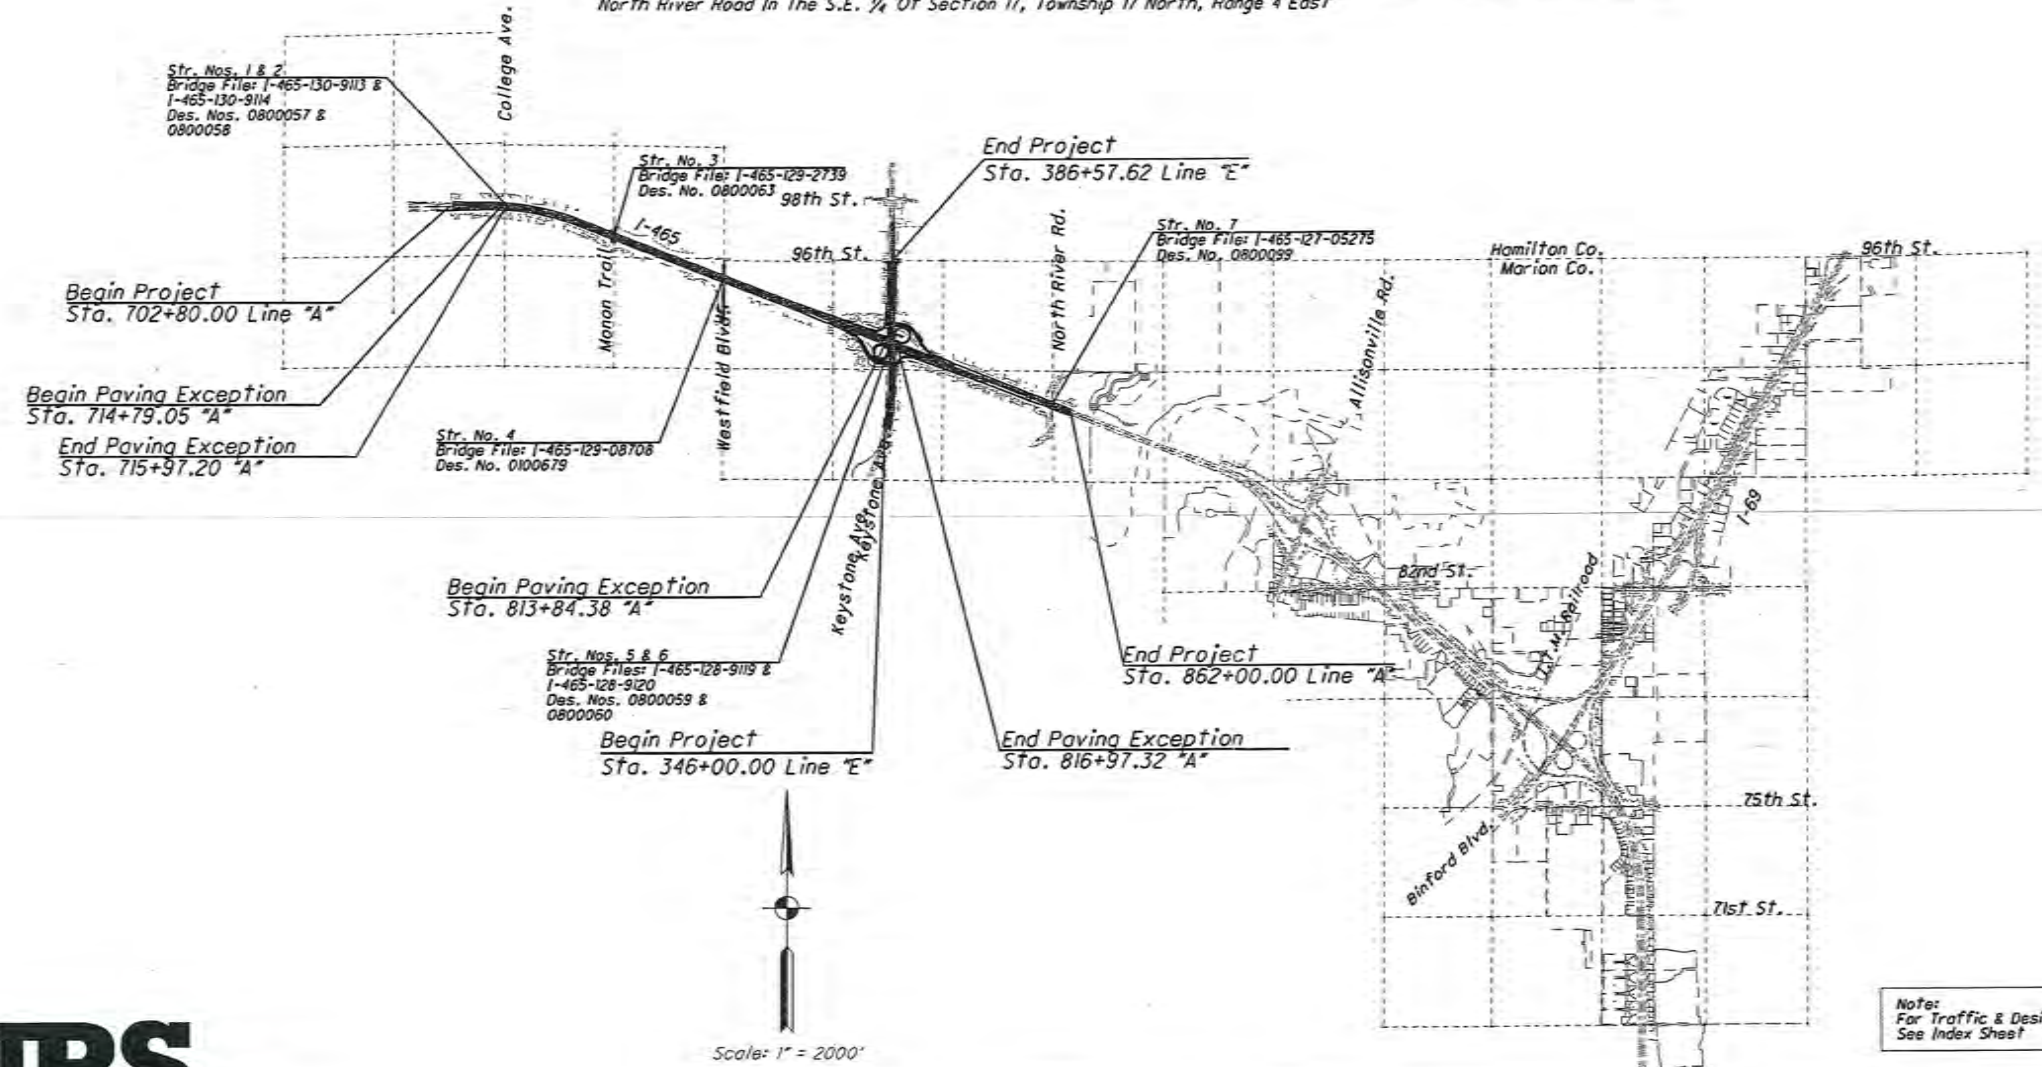 North River Road In The S.E. ¼ Of Section 17, Township 17 North, Range 4 East
College Ave.
Str. Nos. 1 & 2
Bridge File: I-465-130-9113 &
I-465-130-9114
Des. Nos. 0800057 &
0800058
Str. No. 3
Bridge File: I-465-129-2739
Des. No. 0800063
98th St.
End Project
Sta. 386+57.62 Line "E"
I-465
96th St.
North River Rd.
Str. No. 7
Bridge File: I-465-127-05275
Des. No. 0800099
Hamilton Co.
Marion Co.
96th St.
Begin Project
Sta. 702+80.00 Line "A"
Monon Trail
Westfield Blvd.
Allisonville Rd.
Begin Paving Exception
Sta. 714+79.05 "A"
End Paving Exception
Sta. 715+97.20 "A"
Str. No. 4
Bridge File: I-465-129-08708
Des. No. 0100679
Keystone Ave.
Keystone Ave.
I-69
82nd St.
Railroad
Begin Paving Exception
Sta. 813+84.38 "A"
Str. Nos. 5 & 6
Bridge Files: I-465-128-9119 &
I-465-128-9120
Des. Nos. 0800059 &
0800060
End Project
Sta. 862+00.00 Line "A"
Begin Project
Sta. 346+00.00 Line "E"
End Paving Exception
Sta. 816+97.32 "A"
75th St.
Binford Blvd.
71st St.
Scale: 1" = 2000'
Note:
For Traffic & Desi
See Index Sheet